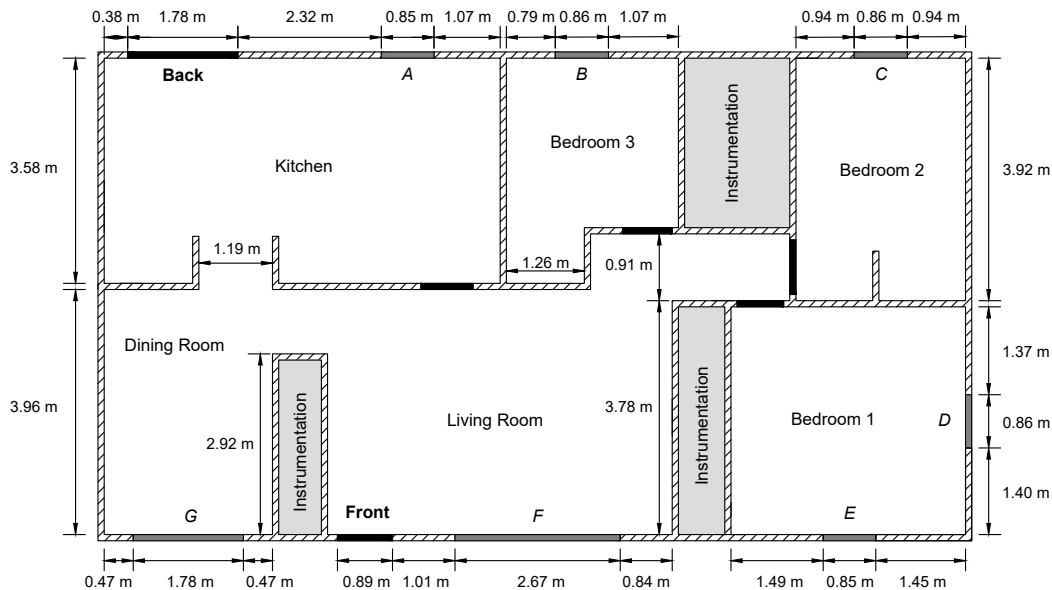 0.38 m 1.78 m 2.32 m 0.85 m 1.07 m 0.79 m 0.86 m 1.07 m 0.94 m 0.86 m 0.94 m
Back A B C
3.58 m
Kitchen
Bedroom 3
Instrumentation
Bedroom 2
3.92 m
1.19 m
1.26 m
0.91 m
Dining Room
1.37 m
3.96 m
2.92 m
Instrumentation
Living Room
3.78 m
Instrumentation
Bedroom 1
D
0.86 m
1.40 m
G
Front
F
E
0.47 m 1.78 m 0.47 m 0.89 m 1.01 m 2.67 m 0.84 m 1.49 m 0.85 m 1.45 m